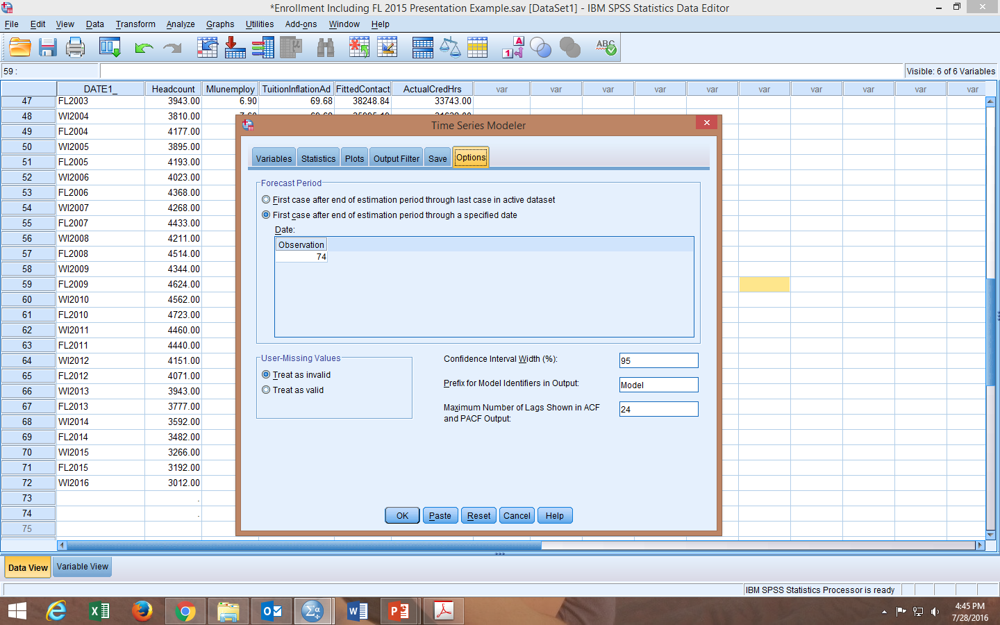 *Enrollment Including FL 2015 Presentation Example.sav [DataSet1] - IBM SPSS Statistics Data Editor
File Edit View Data Transform Analyze Graphs Utilities Add-ons Window Help
59 :
Visible: 6 of 6 Variables
DATE1_ Headcount MIunemploy TuitionInflationAd FittedContact ActualCredHrs var var var var var var var var var var
47 FL2003 3943.00 6.90 69.68 38248.84 33743.00
48 WI2004 3810.00
49 FL2004 4177.00
50 WI2005 3895.00
51 FL2005 4193.00
52 WI2006 4023.00
53 FL2006 4368.00
54 WI2007 4268.00
55 FL2007 4433.00
56 WI2008 4211.00
57 FL2008 4514.00
58 WI2009 4344.00
59 FL2009 4624.00
60 WI2010 4562.00
61 FL2010 4723.00
62 WI2011 4460.00
63 FL2011 4440.00
64 WI2012 4151.00
65 FL2012 4071.00
66 WI2013 3943.00
67 FL2013 3777.00
68 WI2014 3592.00
69 FL2014 3482.00
70 WI2015 3266.00
71 FL2015 3192.00
72 WI2016 3012.00
73 .
74 .
75
Time Series Modeler
Variables Statistics Plots Output Filter Save Options
Forecast Period
First case after end of estimation period through last case in active dataset
First case after end of estimation period through a specified date
Date:
Observation
74
User-Missing Values
Treat as invalid
Treat as valid
Confidence Interval Width (%): 95
Prefix for Model Identifiers in Output: Model
Maximum Number of Lags Shown in ACF
and PACF Output: 24
OK Paste Reset Cancel Help
Data View Variable View
IBM SPSS Statistics Processor is ready
4:45 PM
7/28/2016